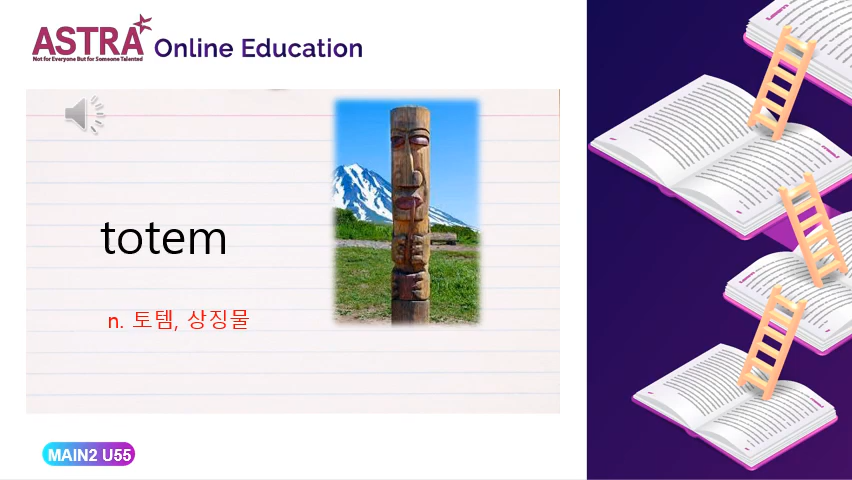 ASTRA
Not for Everyone But for Someone Talented
Online Education
totem
n. 토템, 상징물
MAIN2 U55